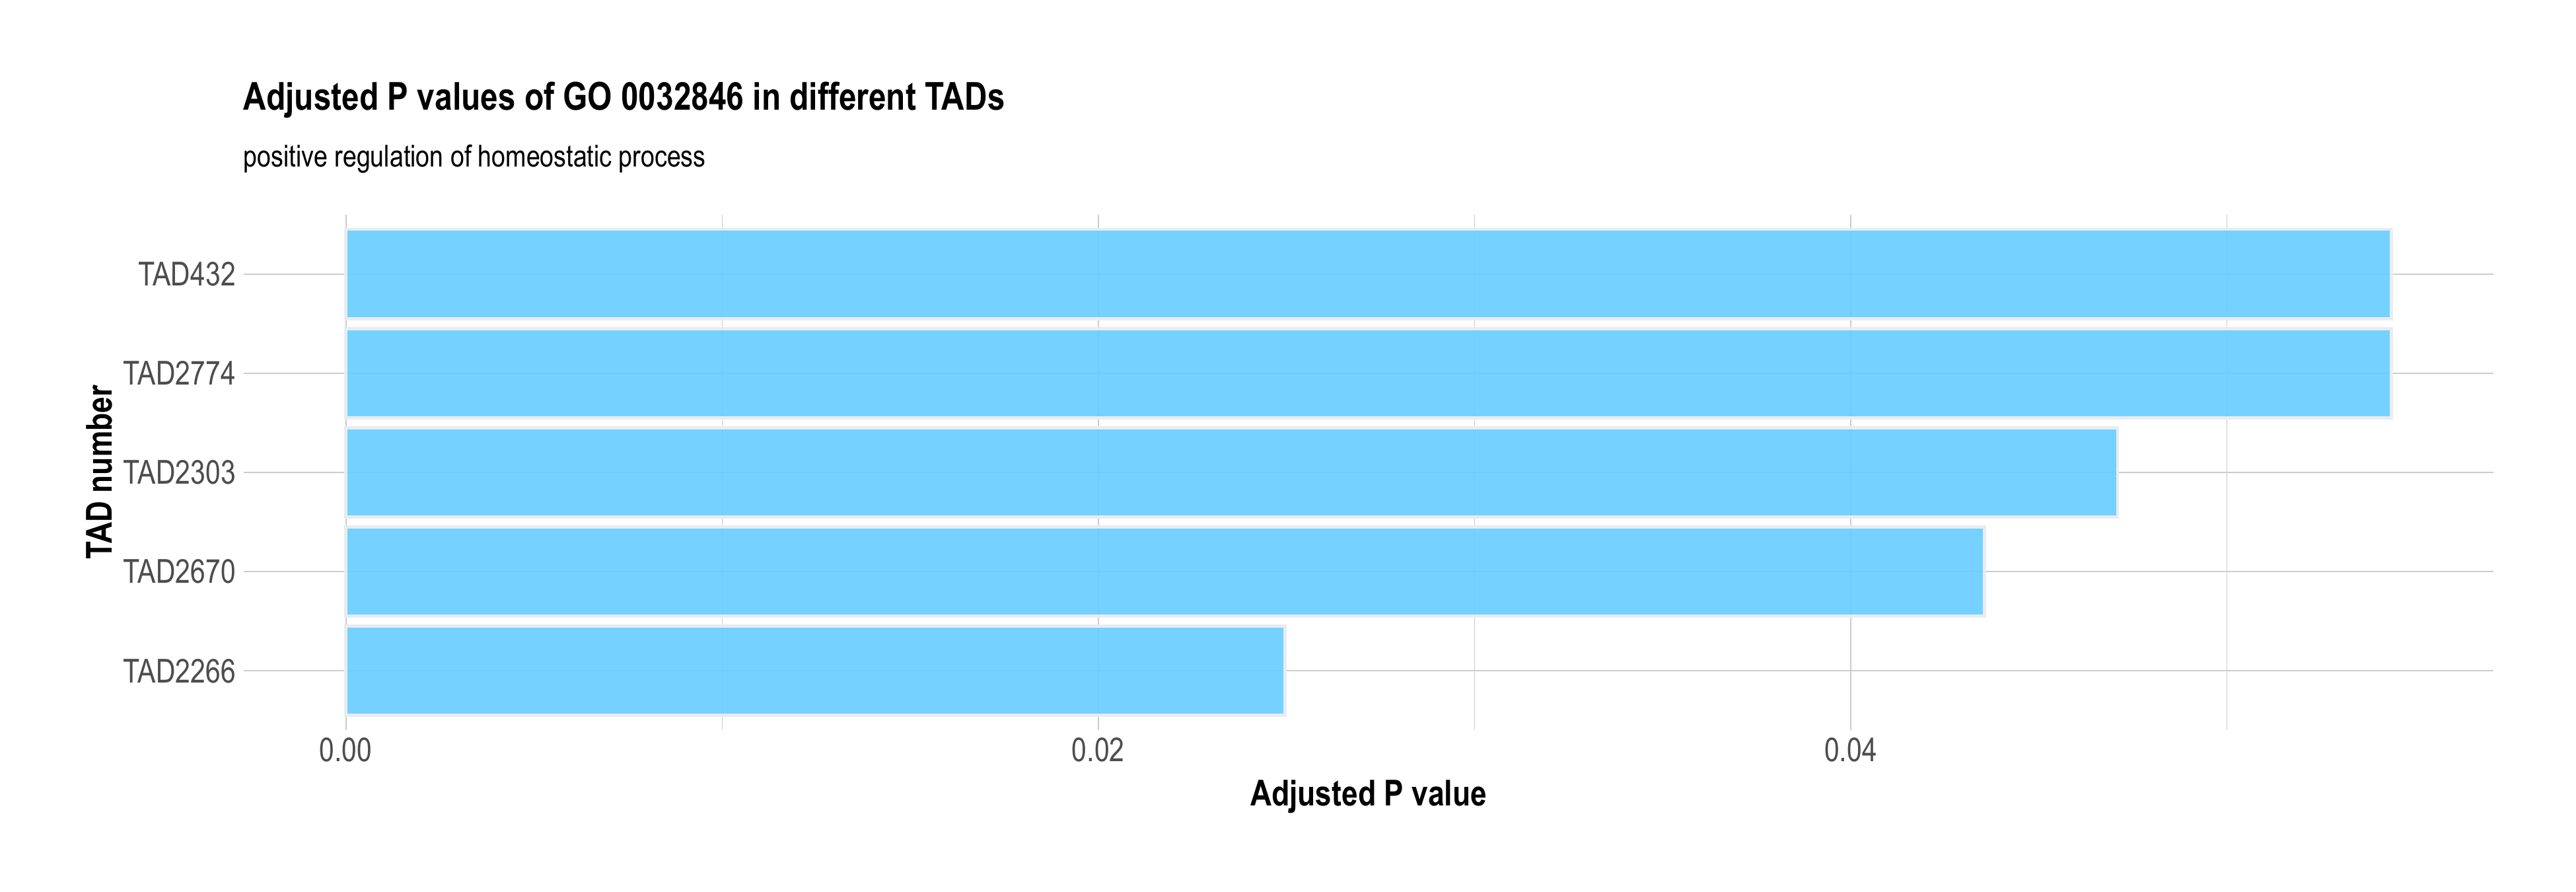 Adjusted P values of GO 0032846 in different TADs
positive regulation of homeostatic process
TAD number
TAD432
TAD2774
TAD2303
TAD2670
TAD2266
0.00 0.02 0.04
Adjusted P value